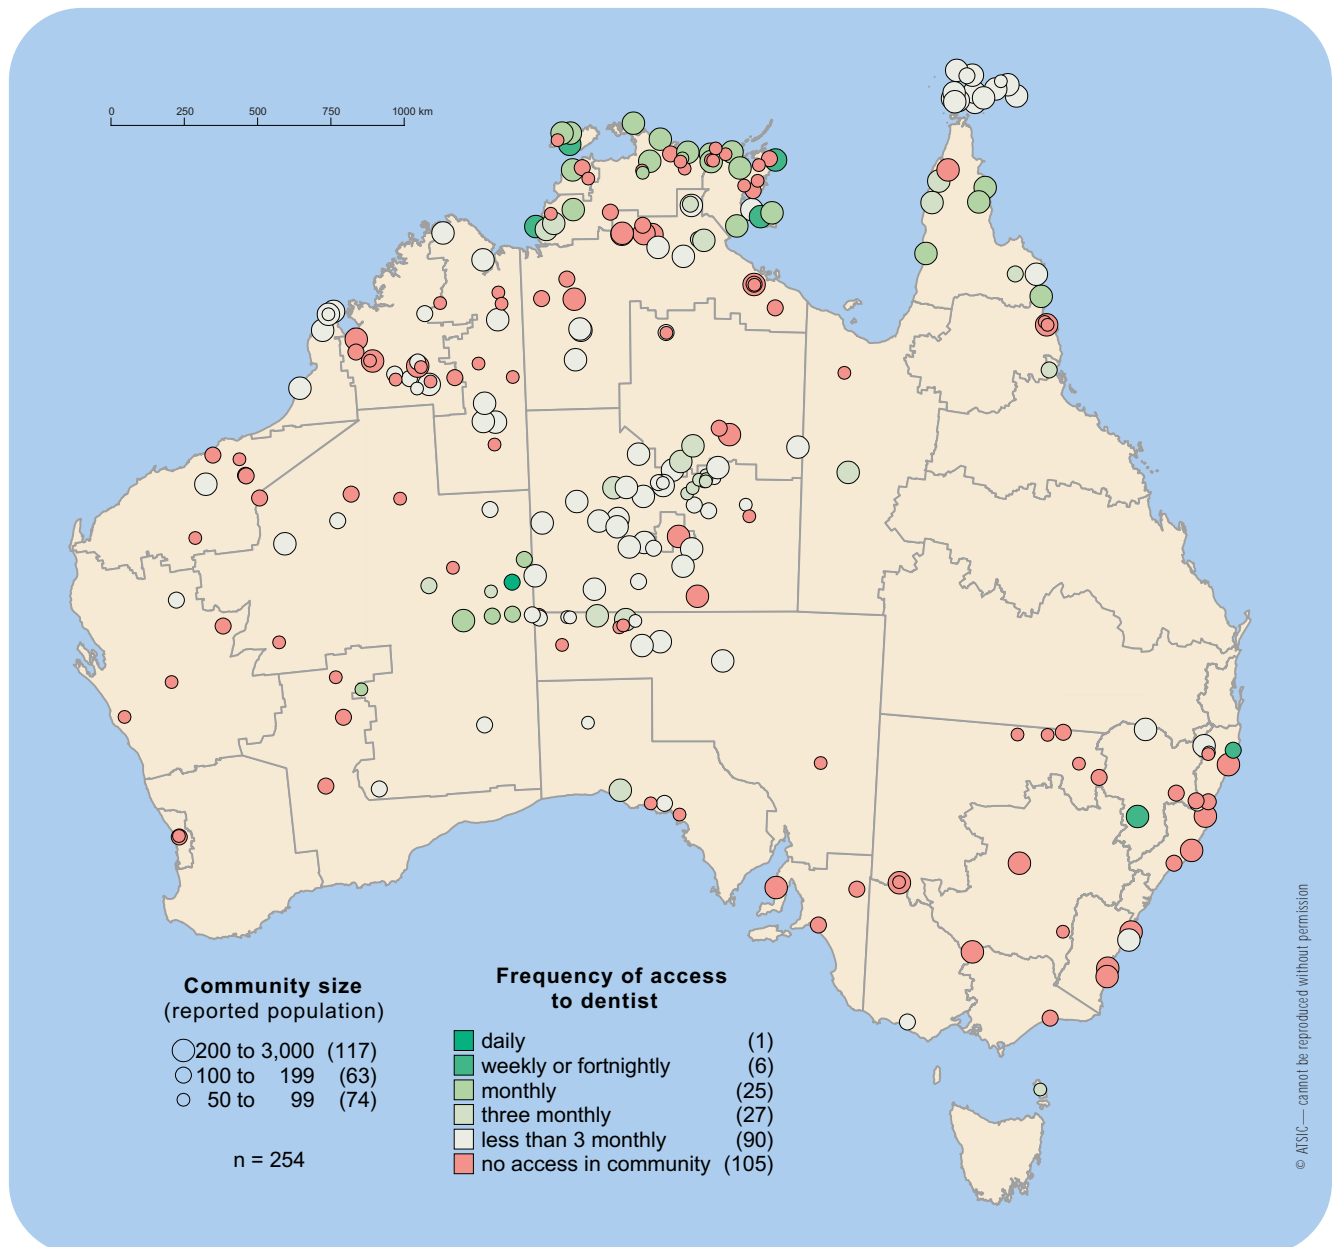 0 250 500 750 1000 km
Community size
(reported population)
200 to 3,000 (117)
100 to 199 (63)
50 to 99 (74)
n = 254
Frequency of access
to dentist
daily (1)
weekly or fortnightly (6)
monthly (25)
three monthly (27)
less than 3 monthly (90)
no access in community (105)
© ATSIC— cannot be reproduced without permission